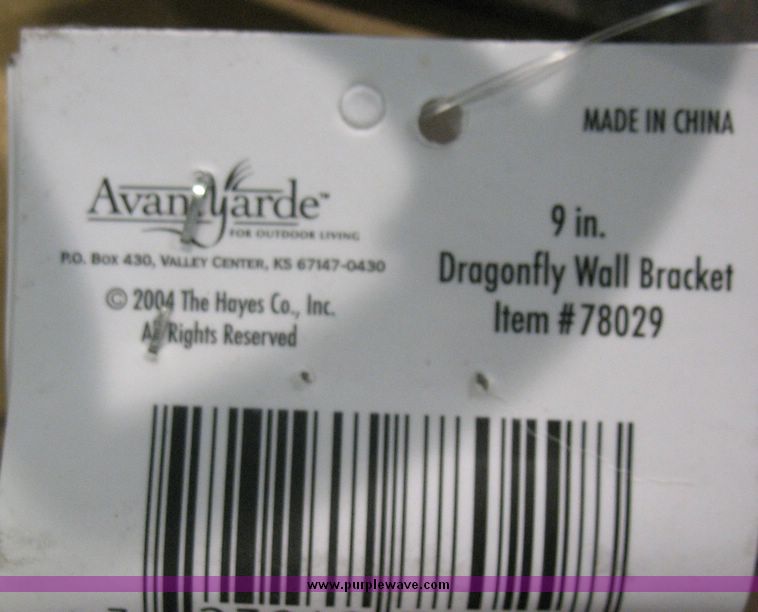 MADE IN CHINA
AvantYarde™
FOR OUTDOOR LIVING
P.O. Box 430, Valley Center, KS 67147-0430
© 2004 The Hayes Co., Inc.
All Rights Reserved
9 in.
Dragonfly Wall Bracket
Item #78029
www.purplewave.com